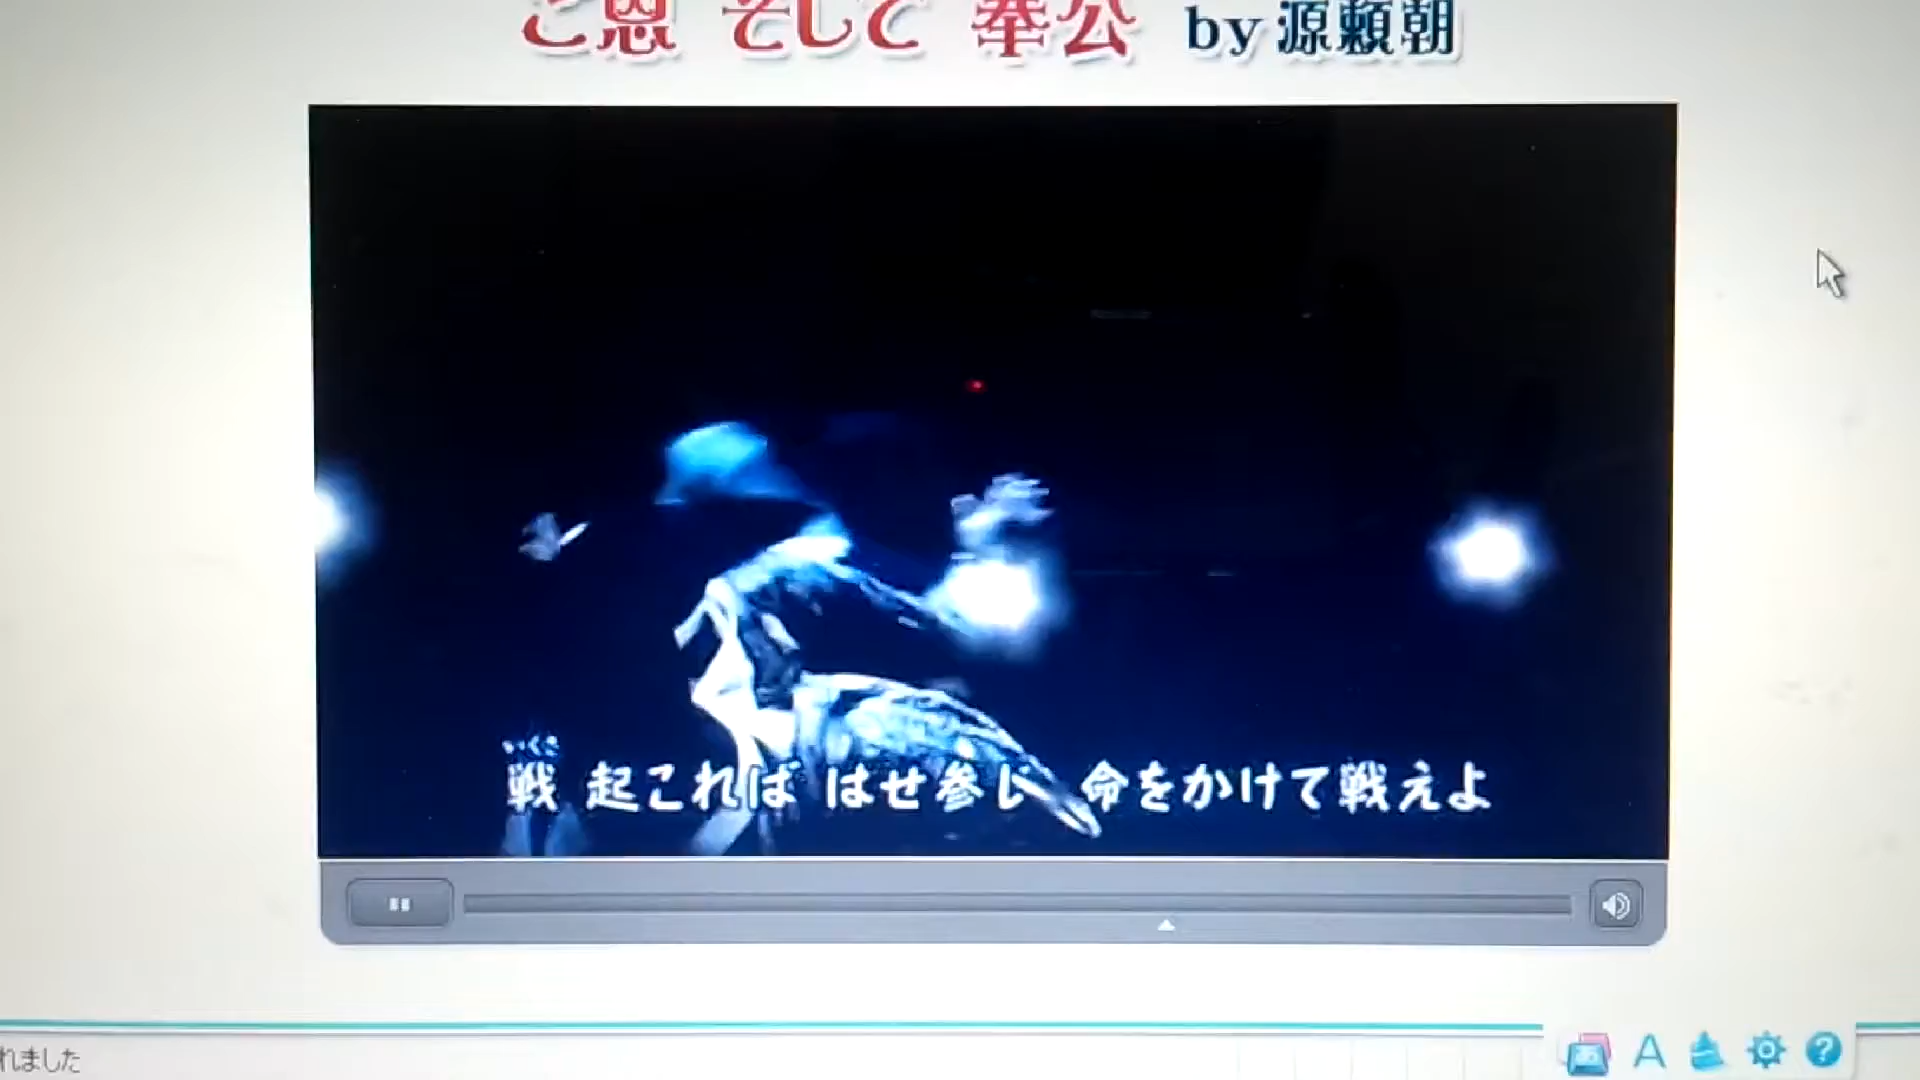 ご恩 そして 奉公 by 源頼朝
いくさ
戦 起これば はせ参じ 命をかけて戦えよ
れました
A
?